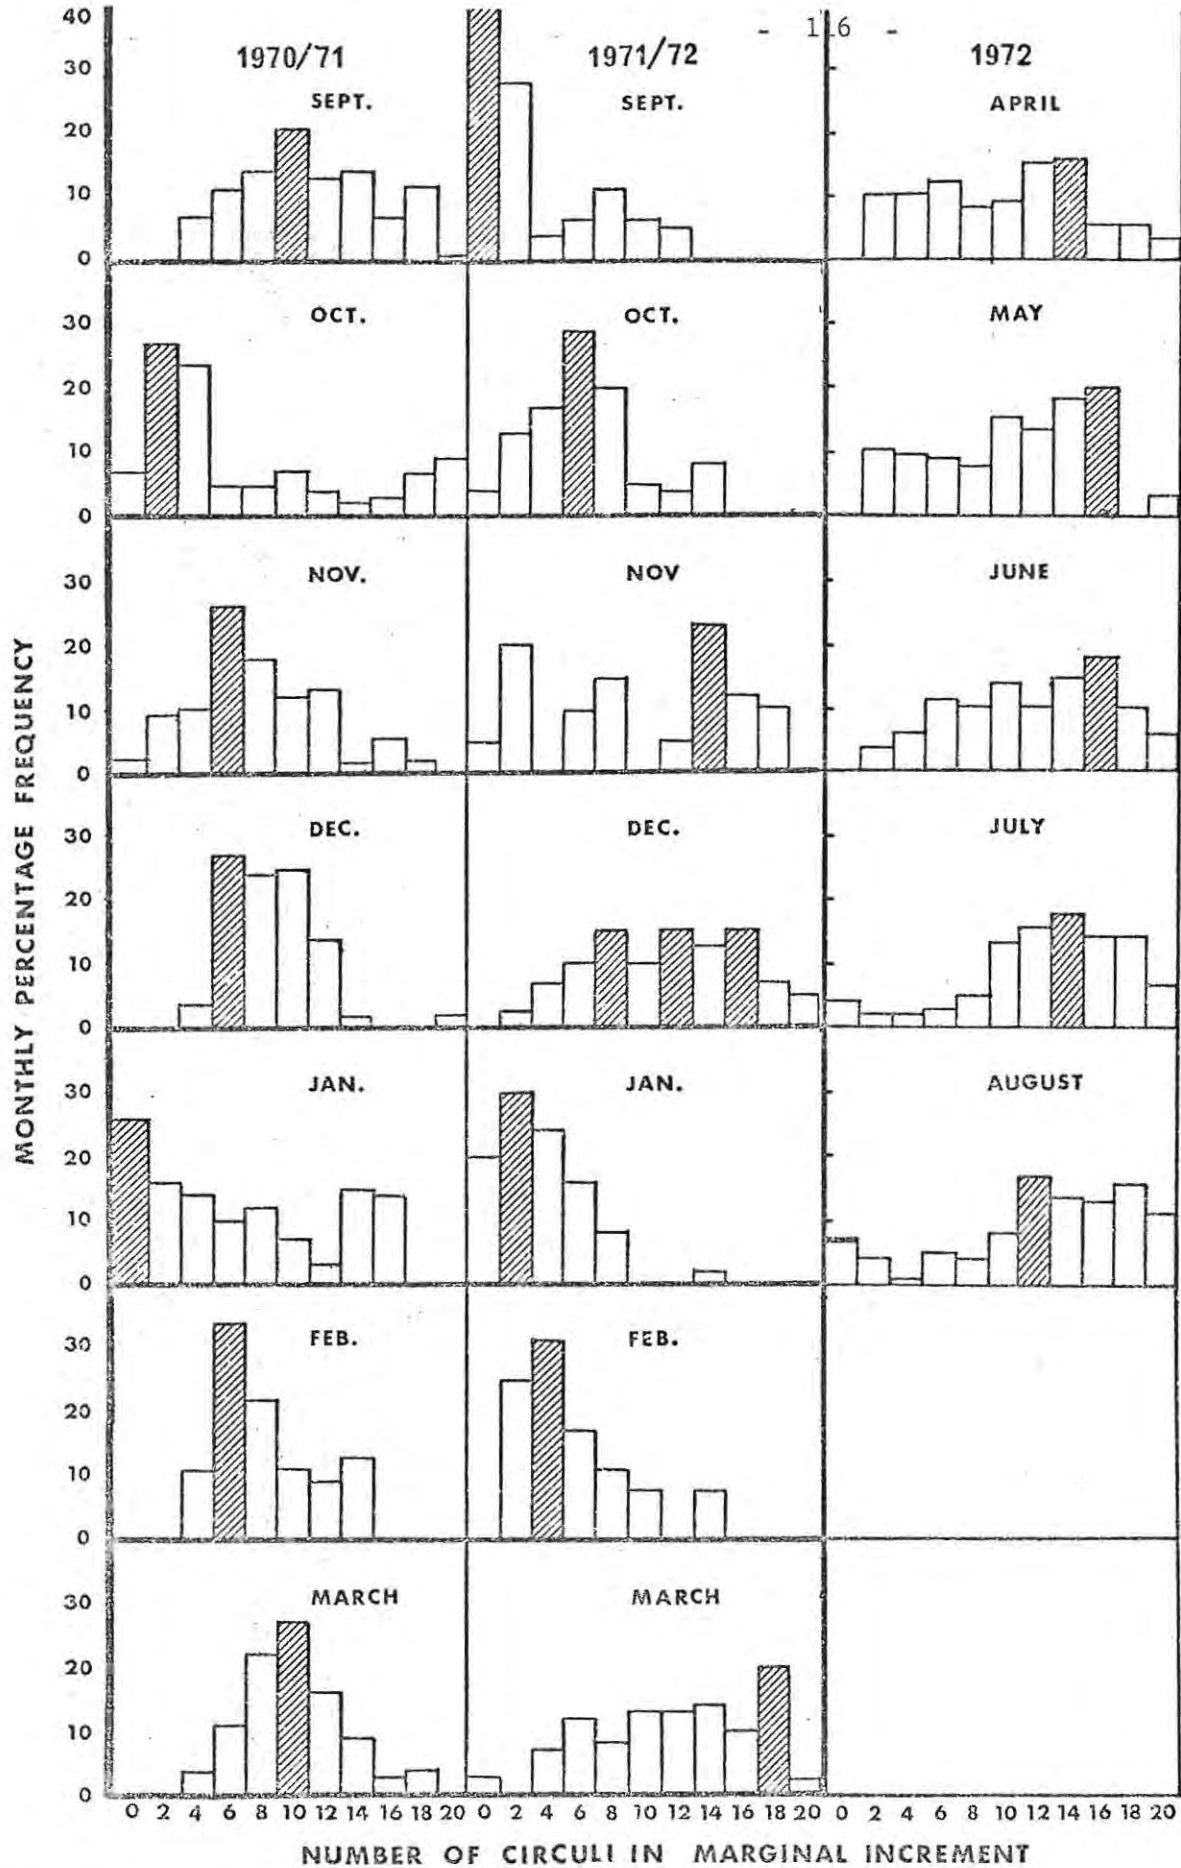 - 116 -
40 1970/71 1971/72 1972
30
SEPT. SEPT. APRIL
20
10
0
30 OCT. OCT. MAY
20
10
0
30 NOV. NOV JUNE
20
10
0
30 DEC. DEC. JULY
20
10
0
30 JAN. JAN. AUGUST
20
10
0
30 FEB. FEB.
20
10
0
30 MARCH MARCH
20
10
0
0 2 4 6 8 10 12 14 16 18 20 0 2 4 6 8 10 12 14 16 18 20 0 2 4 6 8 10 12 14 16 18 20
NUMBER OF CIRCULI IN MARGINAL INCREMENT
MONTHLY PERCENTAGE FREQUENCY